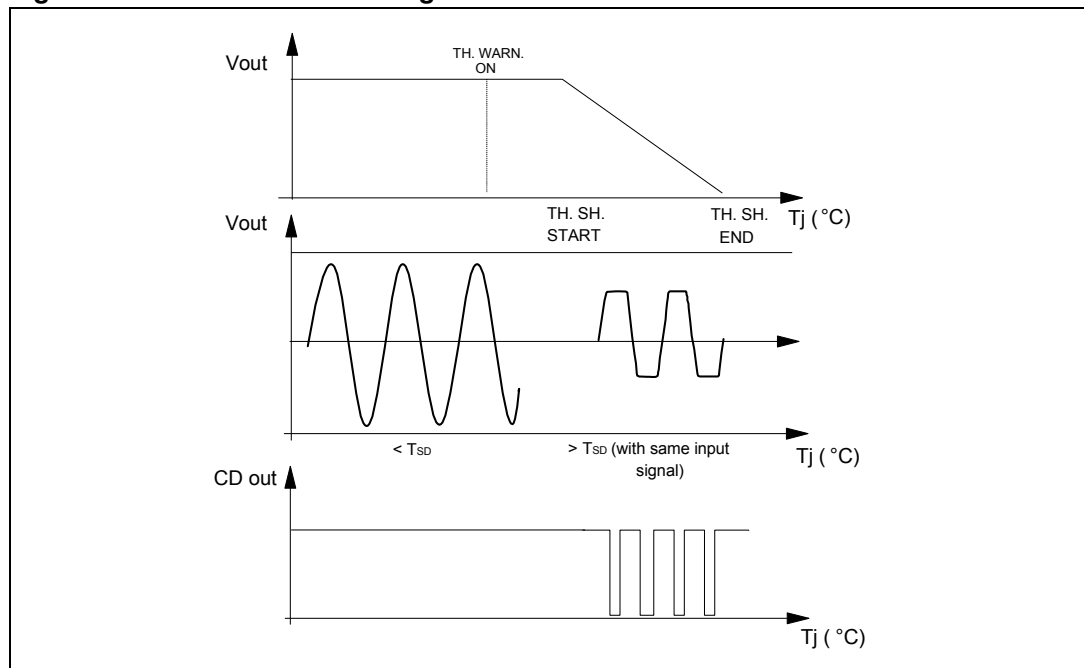 Vout
TH. WARN.
ON
TH. SH.
START
TH. SH.
END
Tj ( °C)
Vout
< TSD
> TSD (with same input
signal)
Tj ( °C)
CD out
Tj ( °C)